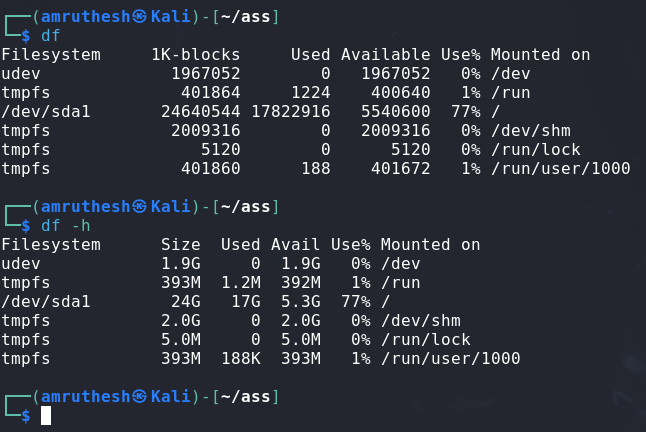 ┌──(amruthesh㉿Kali)-[~/ass]
└─$ df
Filesystem     1K-blocks     Used Available Use% Mounted on
udev             1967052        0   1967052   0% /dev
tmpfs             401864     1224    400640   1% /run
/dev/sda1       24640544 17822916   5540600  77% /
tmpfs            2009316        0   2009316   0% /dev/shm
tmpfs               5120        0      5120   0% /run/lock
tmpfs             401860      188    401672   1% /run/user/1000
┌──(amruthesh㉿Kali)-[~/ass]
└─$ df -h
Filesystem      Size  Used Avail Use% Mounted on
udev            1.9G     0  1.9G   0% /dev
tmpfs           393M  1.2M  392M   1% /run
/dev/sda1        24G   17G  5.3G  77% /
tmpfs           2.0G     0  2.0G   0% /dev/shm
tmpfs           5.0M     0  5.0M   0% /run/lock
tmpfs           393M  188K  393M   1% /run/user/1000
┌──(amruthesh㉿Kali)-[~/ass]
└─$